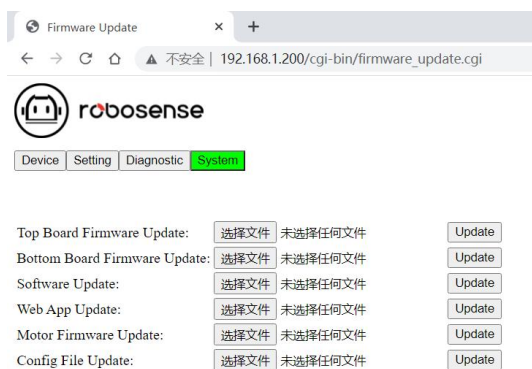 Firmware Update
不安全 | 192.168.1.200/cgi-bin/firmware_update.cgi
robosense
Device Setting Diagnostic System
Top Board Firmware Update: 选择文件 未选择任何文件 Update
Bottom Board Firmware Update: 选择文件 未选择任何文件 Update
Software Update: 选择文件 未选择任何文件 Update
Web App Update: 选择文件 未选择任何文件 Update
Motor Firmware Update: 选择文件 未选择任何文件 Update
Config File Update: 选择文件 未选择任何文件 Update